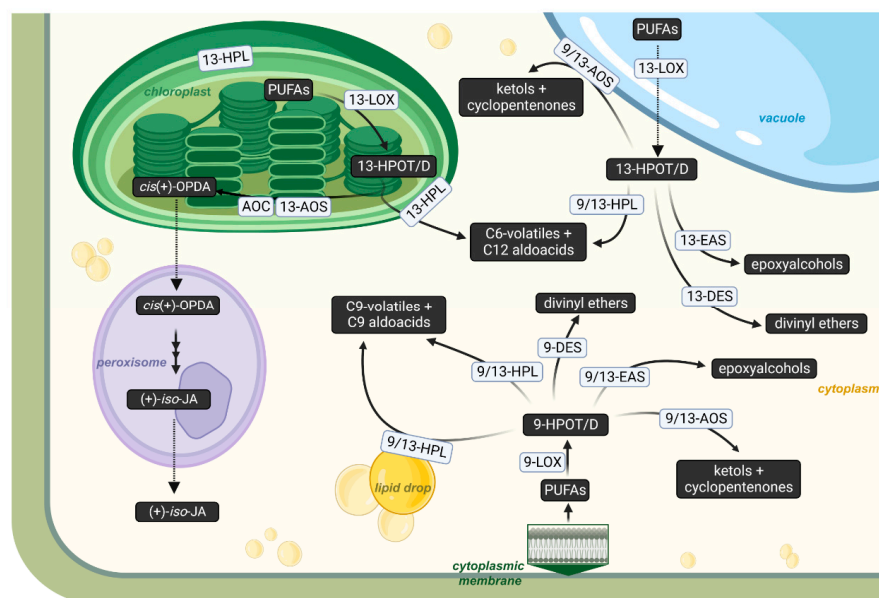 13-HPL
chloroplast
PUFAs
13-LOX
13-HPOT/D
cis(+)-OPDA
AOC
13-AOS
13-HPL
C6-volatiles +
C12 aldoacids
9/13-AOS
ketols +
cyclopentenones
PUFAs
13-LOX
vacuole
13-HPOT/D
9/13-HPL
13-EAS
epoxyalcohols
13-DES
divinyl ethers
cytoplasm
cis(+)-OPDA
peroxisome
(+)-iso-JA
(+)-iso-JA
C9-volatiles +
C9 aldoacids
divinyl ethers
9-DES
9/13-HPL
9/13-EAS
epoxyalcohols
9-HPOT/D
9/13-AOS
ketols +
cyclopentenones
9/13-HPL
lipid drop
9-LOX
PUFAs
cytoplasmic
membrane